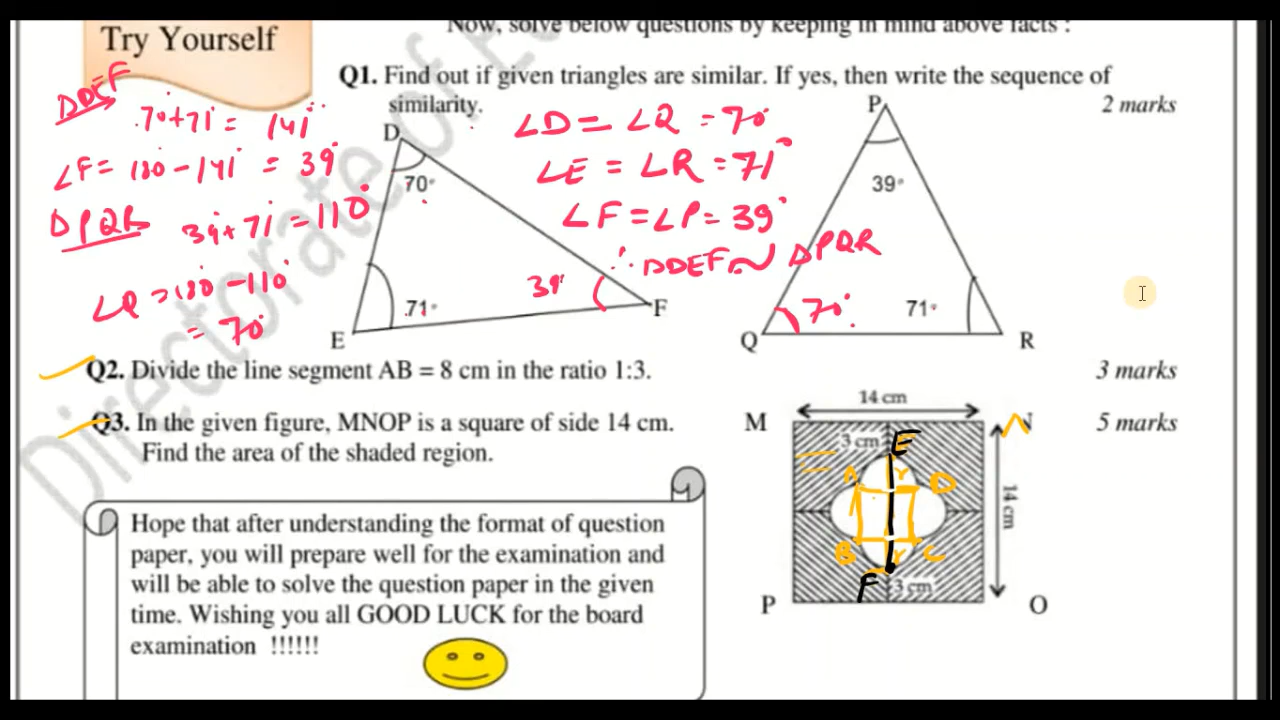 Now, solve below questions by keeping in mind above facts :
Try Yourself
Q1. Find out if given triangles are similar. If yes, then write the sequence of
similarity.
2 marks
D
70°
E
71°
39°
F
P
39°
Q
70°
71°
R
ΔDEF
70°+71° = 141°
∠F = 180 - 141° = 39°
ΔPQR 39°+71° = 110°
∠Q = 180° - 110°
= 70°
∠D = ∠Q = 70°
∠E = ∠R = 71°
∠F = ∠P = 39°
∴ ΔDEF ~ ΔPQR
Q2. Divide the line segment AB = 8 cm in the ratio 1:3.
3 marks
Q3. In the given figure, MNOP is a square of side 14 cm.
Find the area of the shaded region.
5 marks
14 cm
M
N
3 cm
E
r
A
D
14 cm
B
C
r
F
3 cm
P
O
Hope that after understanding the format of question
paper, you will prepare well for the examination and
will be able to solve the question paper in the given
time. Wishing you all GOOD LUCK for the board
examination !!!!!!
Directorate of